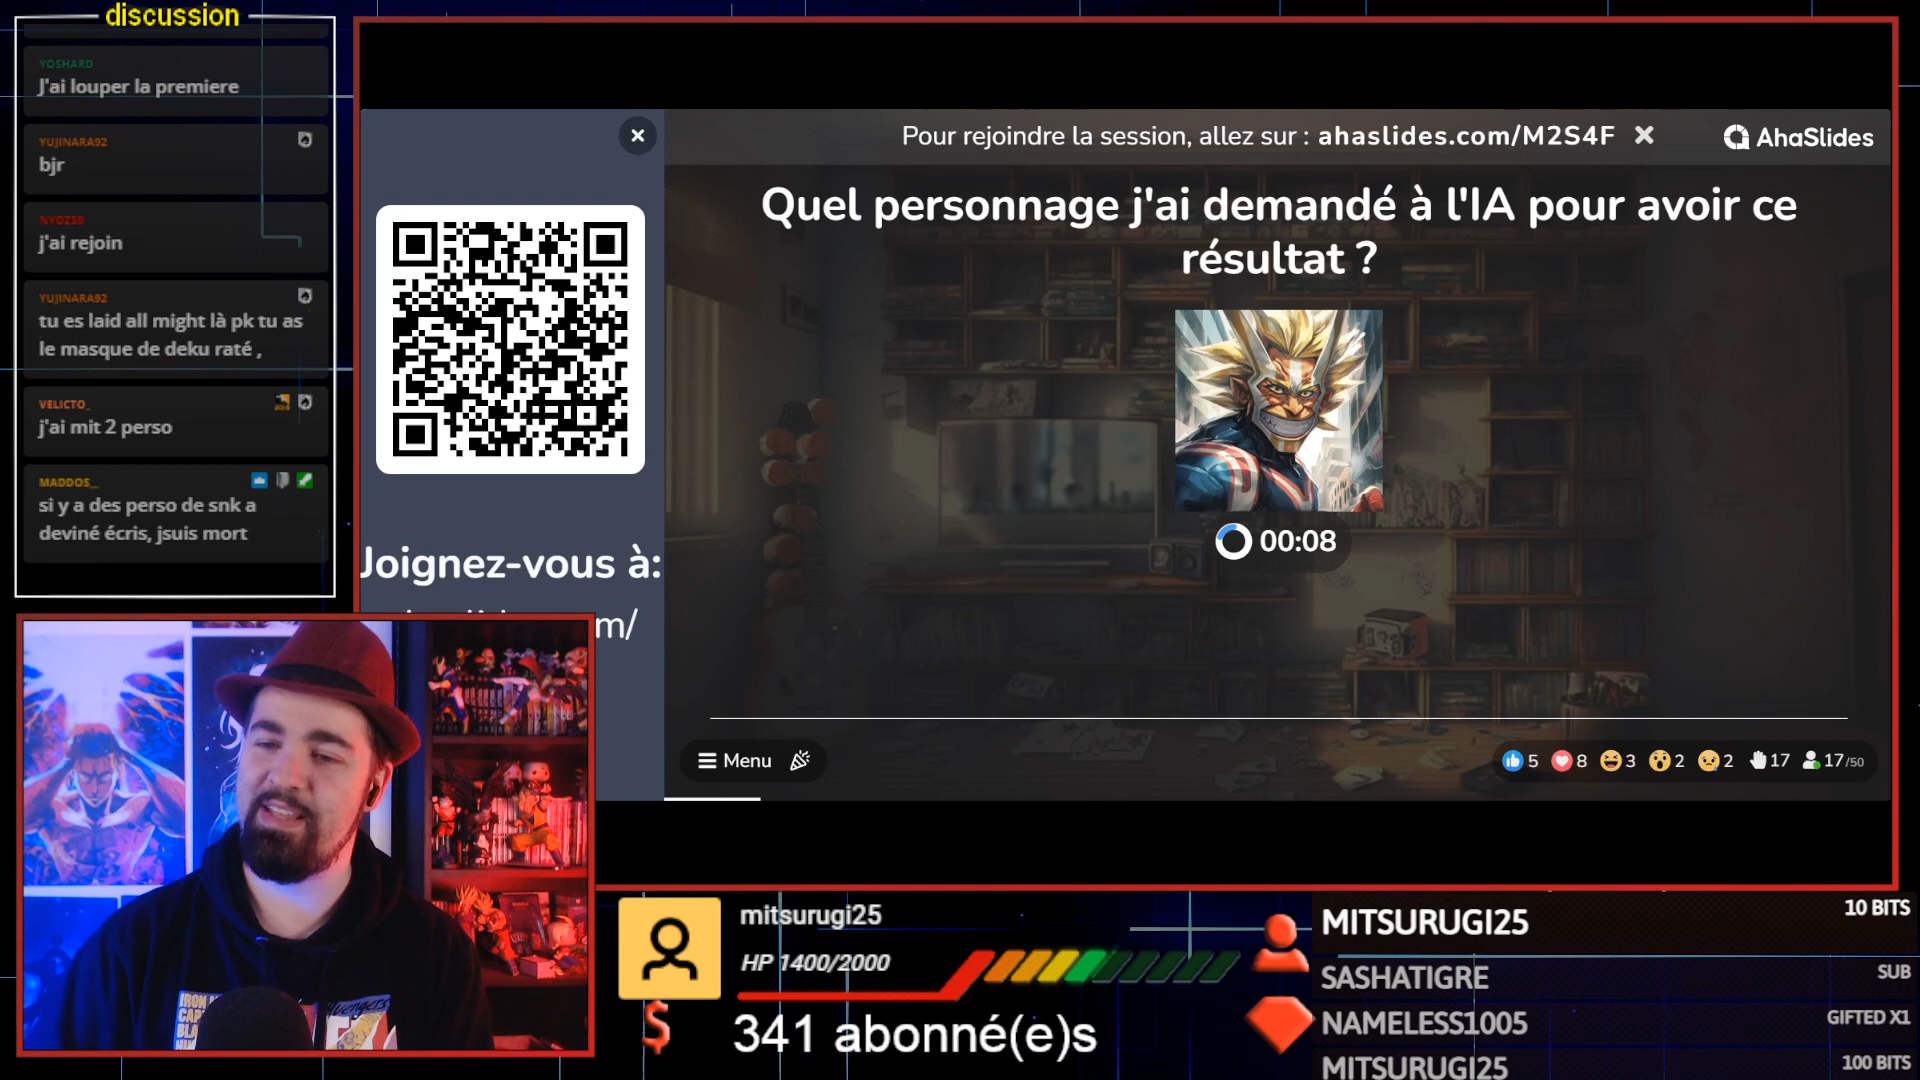 discussion
YOSHARD
J'ai louper la premiere
YUJINARA92
bjr
NYOZ59
j'ai rejoin
YUJINARA92
tu es laid all might là pk tu as
le masque de deku raté ,
VELICTO_
j'ai mit 2 perso
MADDOS_
si y a des perso de snk a
deviné écris, jsuis mort
Pour rejoindre la session, allez sur : ahaslides.com/M2S4F
AhaSlides
Quel personnage j'ai demandé à l'IA pour avoir ce
résultat ?
00:08
Joignez-vous à:
m/
Menu
5 8 3 2 2 17 17/50
mitsurugi25
HP 1400/2000
341 abonné(e)s
MITSURUGI25 10 BITS
SASHATIGRE SUB
NAMELESS1005 GIFTED X1
MITSURUGI25 100 BITS